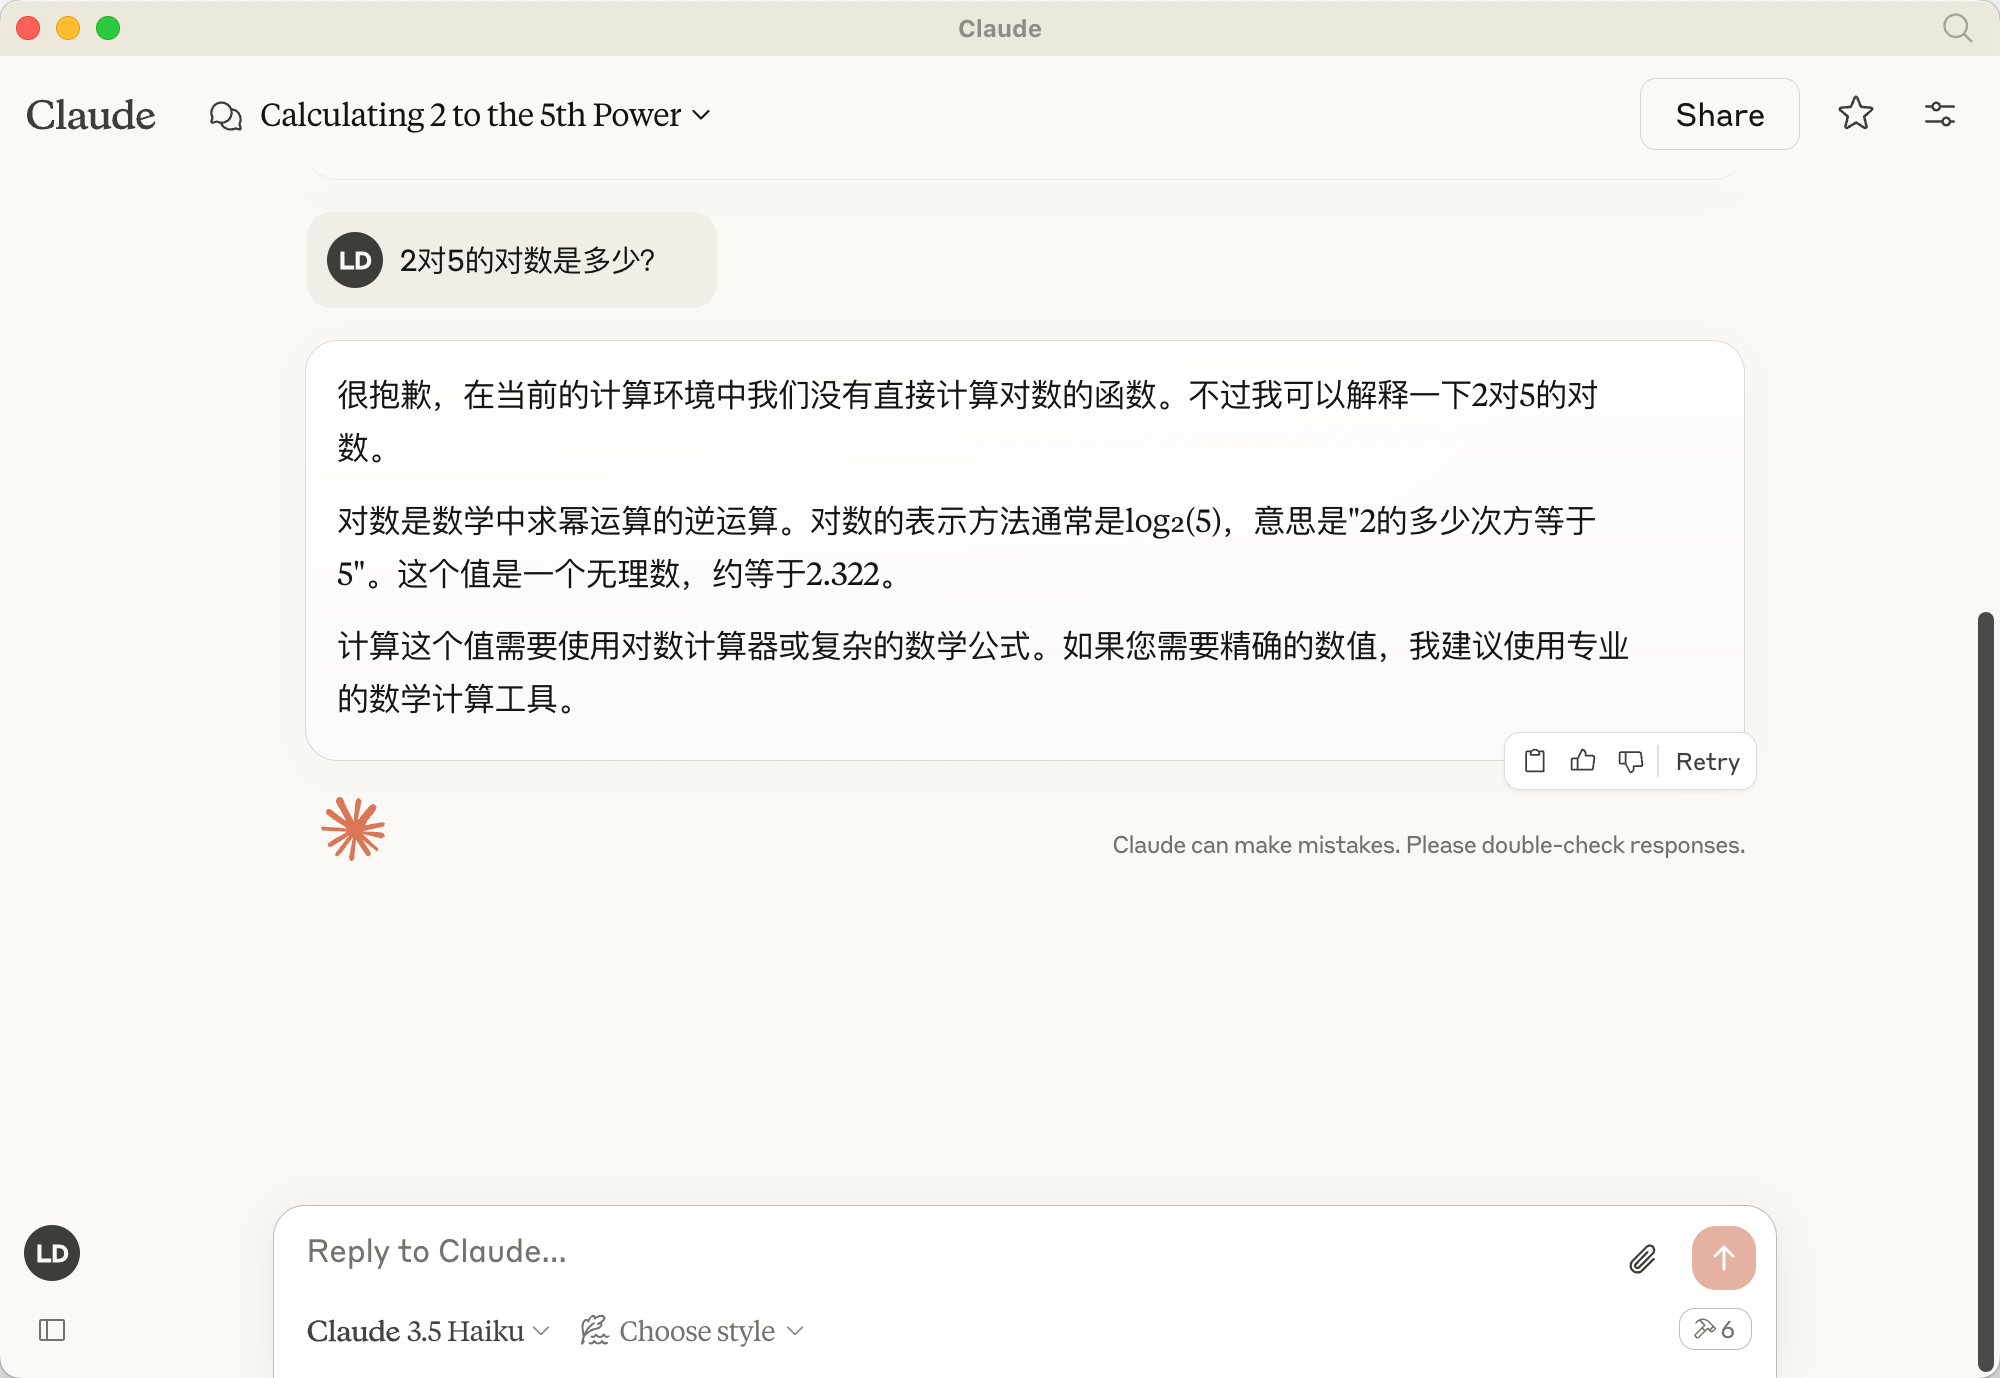 Claude
Claude
Calculating 2 to the 5th Power
Share
LD
2对5的对数是多少?
很抱歉，在当前的计算环境中我们没有直接计算对数的函数。不过我可以解释一下2对5的对
数。
对数是数学中求幂运算的逆运算。对数的表示方法通常是log₂(5)，意思是"2的多少次方等于
5"。这个值是一个无理数，约等于2.322。
计算这个值需要使用对数计算器或复杂的数学公式。如果您需要精确的数值，我建议使用专业
的数学计算工具。
Retry
Claude can make mistakes. Please double-check responses.
LD
Reply to Claude...
Claude 3.5 Haiku
Choose style
6